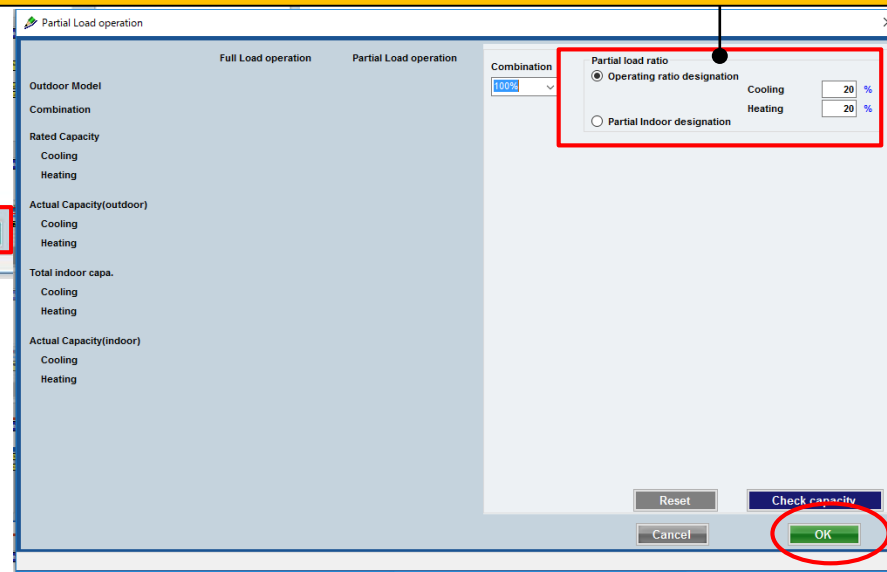 Partial Load operation
Full Load operation Partial Load operation
Outdoor Model
Combination
Rated Capacity
Cooling
Heating
Actual Capacity(outdoor)
Cooling
Heating
Total indoor capa.
Cooling
Heating
Actual Capacity(indoor)
Cooling
Heating
Combination
100%
Partial load ratio
Operating ratio designation
Cooling 20 %
Heating 20 %
Partial Indoor designation
Reset Check capacity
Cancel OK